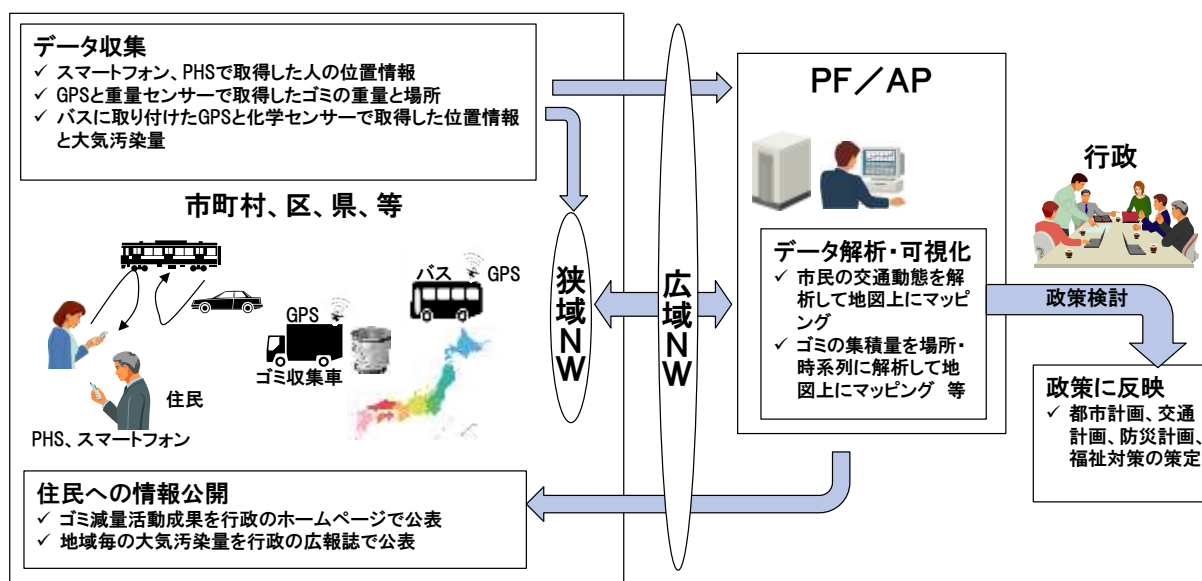 データ収集
✓ スマートフォン、PHSで取得した人の位置情報
✓ GPSと重量センサーで取得したゴミの重量と場所
✓ バスに取り付けたGPSと化学センサーで取得した位置情報
と大気汚染量
市町村、区、県、等
バス
GPS
GPS
ゴミ収集車
住民
PHS、スマートフォン
住民への情報公開
✓ ゴミ減量活動成果を行政のホームページで公表
✓ 地域毎の大気汚染量を行政の広報誌で公表
狭域NW
広域NW
PF／AP
データ解析・可視化
✓ 市民の交通動態を解
析して地図上にマッピ
ング
✓ ゴミの集積量を場所・
時系列に解析して地
図上にマッピング 等
行政
政策検討
政策に反映
✓ 都市計画、交通
計画、防災計画、
福祉対策の策定